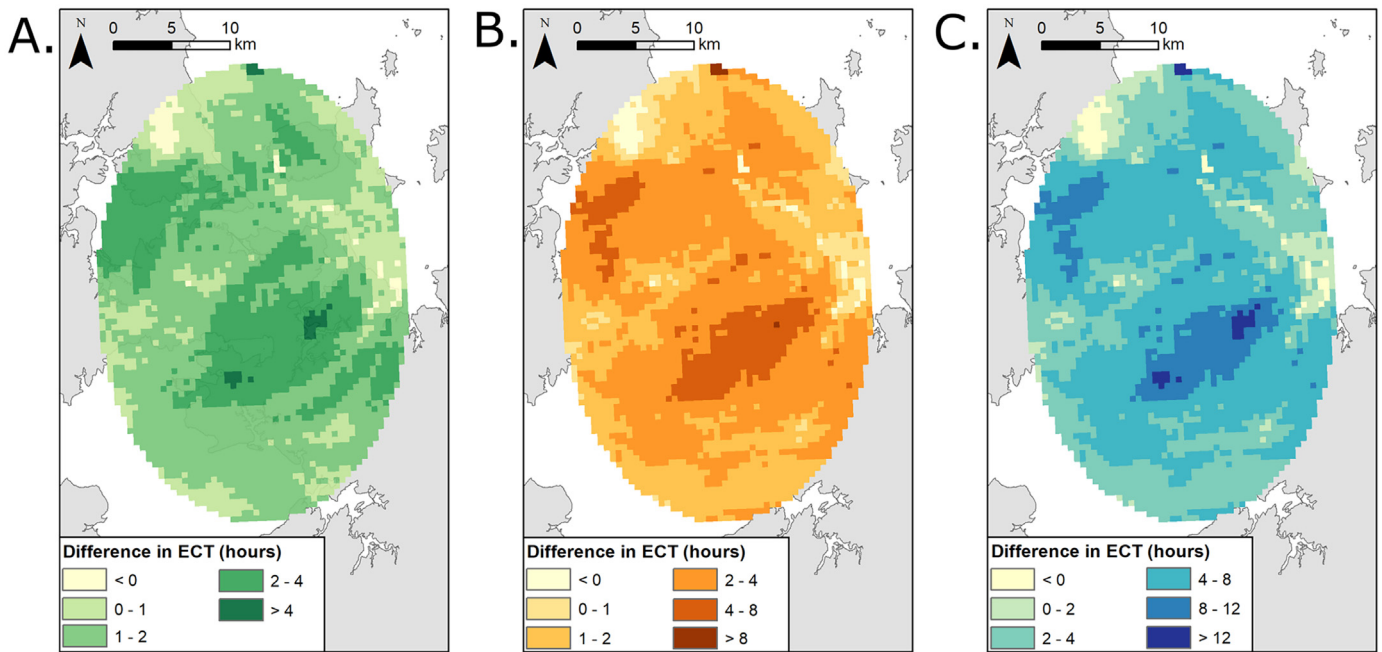 A.
N
0 5 10
km
Difference in ECT (hours)
< 0
0 - 1
1 - 2
2 - 4
> 4
B.
N
0 5 10
km
Difference in ECT (hours)
< 0
0 - 1
1 - 2
2 - 4
4 - 8
> 8
C.
N
0 5 10
km
Difference in ECT (hours)
< 0
0 - 2
2 - 4
4 - 8
8 - 12
> 12